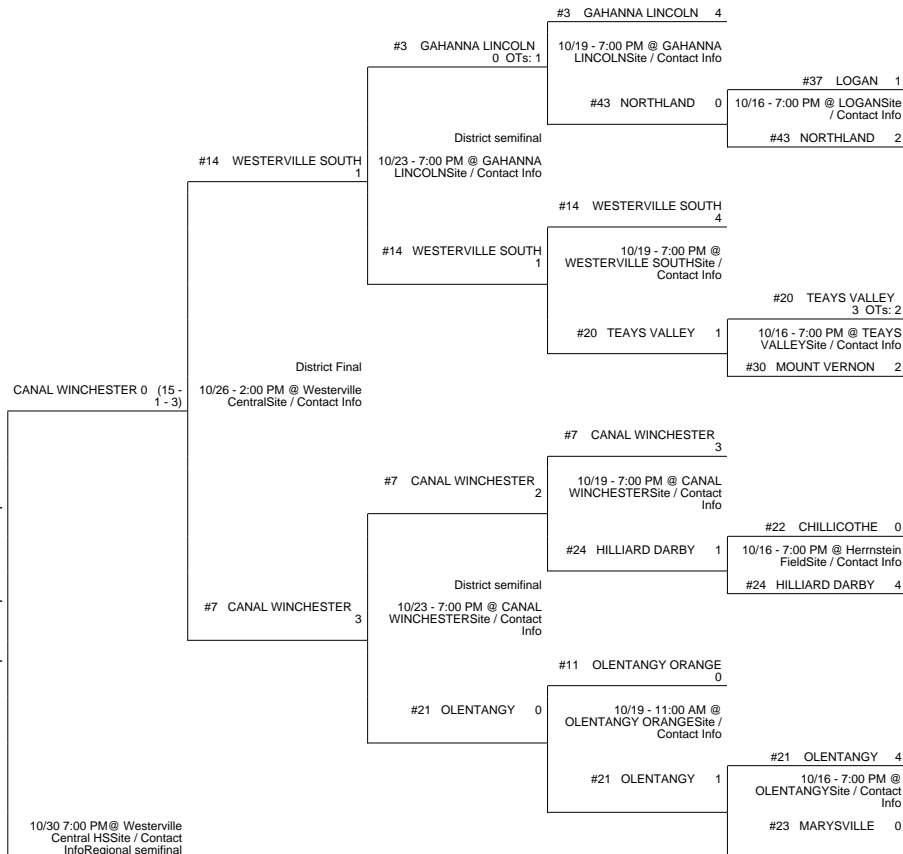 #3 GAHANNA LINCOLN 4
#3 GAHANNA LINCOLN
0 OTs: 1
10/19 - 7:00 PM @ GAHANNA
LINCOLNSite / Contact Info
#37 LOGAN 1
#43 NORTHLAND 0
10/16 - 7:00 PM @ LOGANSite
/ Contact Info
#43 NORTHLAND 2
District semifinal
#14 WESTERVILLE SOUTH
1
10/23 - 7:00 PM @ GAHANNA
LINCOLNSite / Contact Info
#14 WESTERVILLE SOUTH
4
#14 WESTERVILLE SOUTH
1
10/19 - 7:00 PM @
WESTERVILLE SOUTHSite /
Contact Info
#20 TEAYS VALLEY
3 OTs: 2
#20 TEAYS VALLEY 1
10/16 - 7:00 PM @ TEAYS
VALLEYSite / Contact Info
#30 MOUNT VERNON 2
District Final
CANAL WINCHESTER 0 (15 -
1 - 3)
10/26 - 2:00 PM @ Westerville
CentralSite / Contact Info
#7 CANAL WINCHESTER
3
#7 CANAL WINCHESTER
2
10/19 - 7:00 PM @ CANAL
WINCHESTERSite / Contact
Info
#22 CHILLICOTHE 0
#24 HILLIARD DARBY 1
10/16 - 7:00 PM @ Herrnstein
FieldSite / Contact Info
#24 HILLIARD DARBY 4
District semifinal
#7 CANAL WINCHESTER
3
10/23 - 7:00 PM @ CANAL
WINCHESTERSite / Contact
Info
#11 OLENTANGY ORANGE
0
#21 OLENTANGY 0
10/19 - 11:00 AM @
OLENTANGY ORANGESite /
Contact Info
#21 OLENTANGY 4
#21 OLENTANGY 1
10/16 - 7:00 PM @
OLENTANGYSite / Contact
Info
#23 MARYSVILLE 0
10/30 7:00 PM@ Westerville
Central HSSite / Contact
InfoRegional semifinal